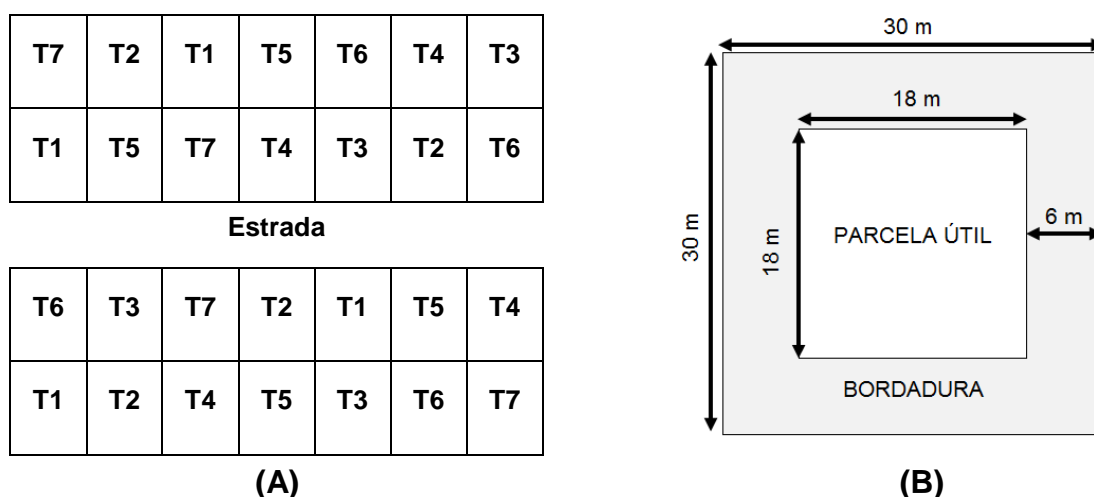 T7 T2 T1 T5 T6 T4 T3
T1 T5 T7 T4 T3 T2 T6
Estrada
T6 T3 T7 T2 T1 T5 T4
T1 T2 T4 T5 T3 T6 T7
(A)
30 m
18 m
30 m
18 m
PARCELA ÚTIL
6 m
BORDADURA
(B)